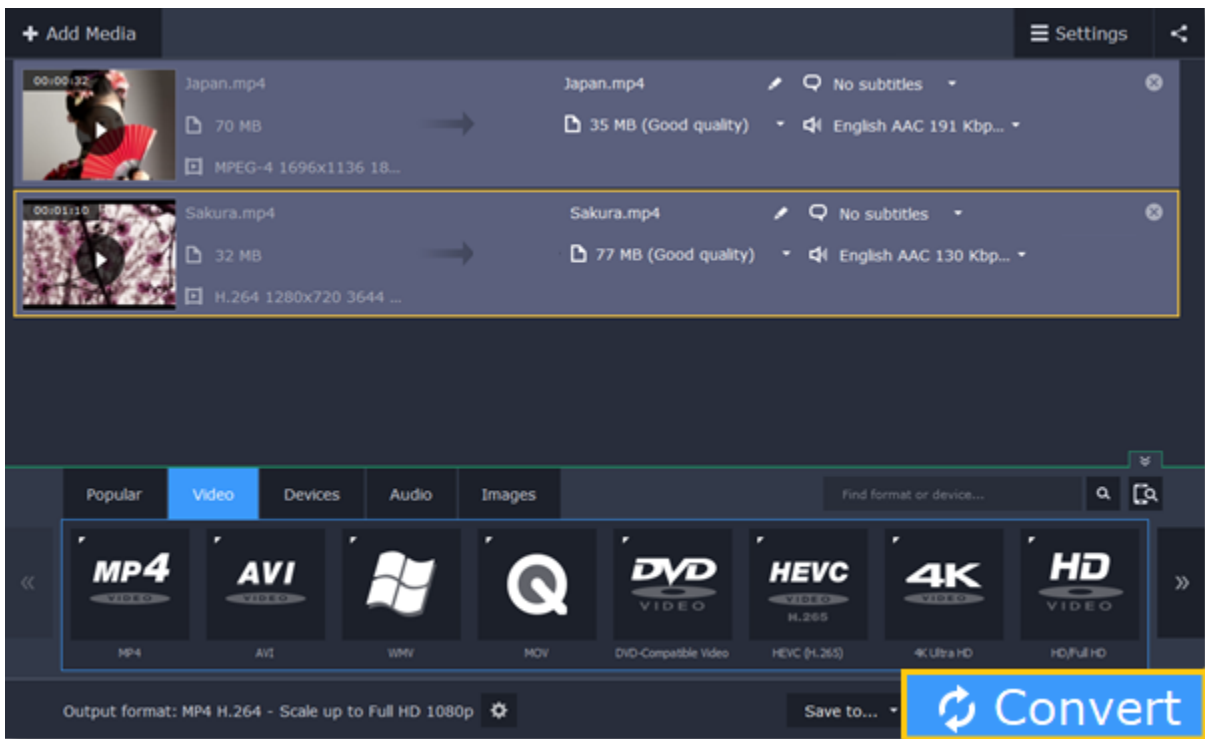 Add Media
Settings
00:00:32
Japan.mp4
Japan.mp4
No subtitles
70 MB
35 MB (Good quality)
English AAC 191 Kbp...
MPEG-4 1696x1136 18...
00:01:10
Sakura.mp4
Sakura.mp4
No subtitles
32 MB
77 MB (Good quality)
English AAC 130 Kbp...
H.264 1280x720 3644 ...
Popular
Video
Devices
Audio
Images
Find format or device...
MP4
VIDEO
AVI
VIDEO
DVD
VIDEO
HEVC
VIDEO
H.265
4K
VIDEO
HD
VIDEO
MP4
AVI
WMV
MOV
DVD-Compatible Video
HEVC (H.265)
4K Ultra HD
HD/Full HD
Output format: MP4 H.264 - Scale up to Full HD 1080p
Save to...
Convert